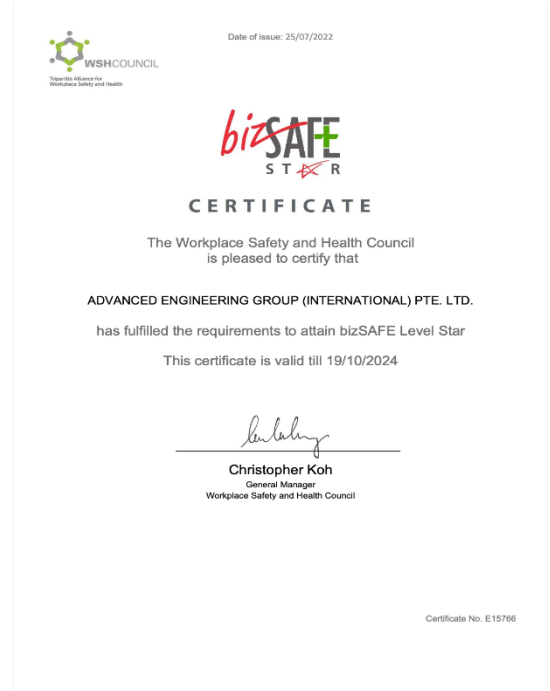 Date of issue: 25/07/2022
WSHCOUNCIL
Tripartite Alliance for
Workplace Safety and Health
bizSAFE
STAR
CERTIFICATE
The Workplace Safety and Health Council
is pleased to certify that
ADVANCED ENGINEERING GROUP (INTERNATIONAL) PTE. LTD.
has fulfilled the requirements to attain bizSAFE Level Star
This certificate is valid till 19/10/2024
Christopher Koh
General Manager
Workplace Safety and Health Council
Certificate No. E15766